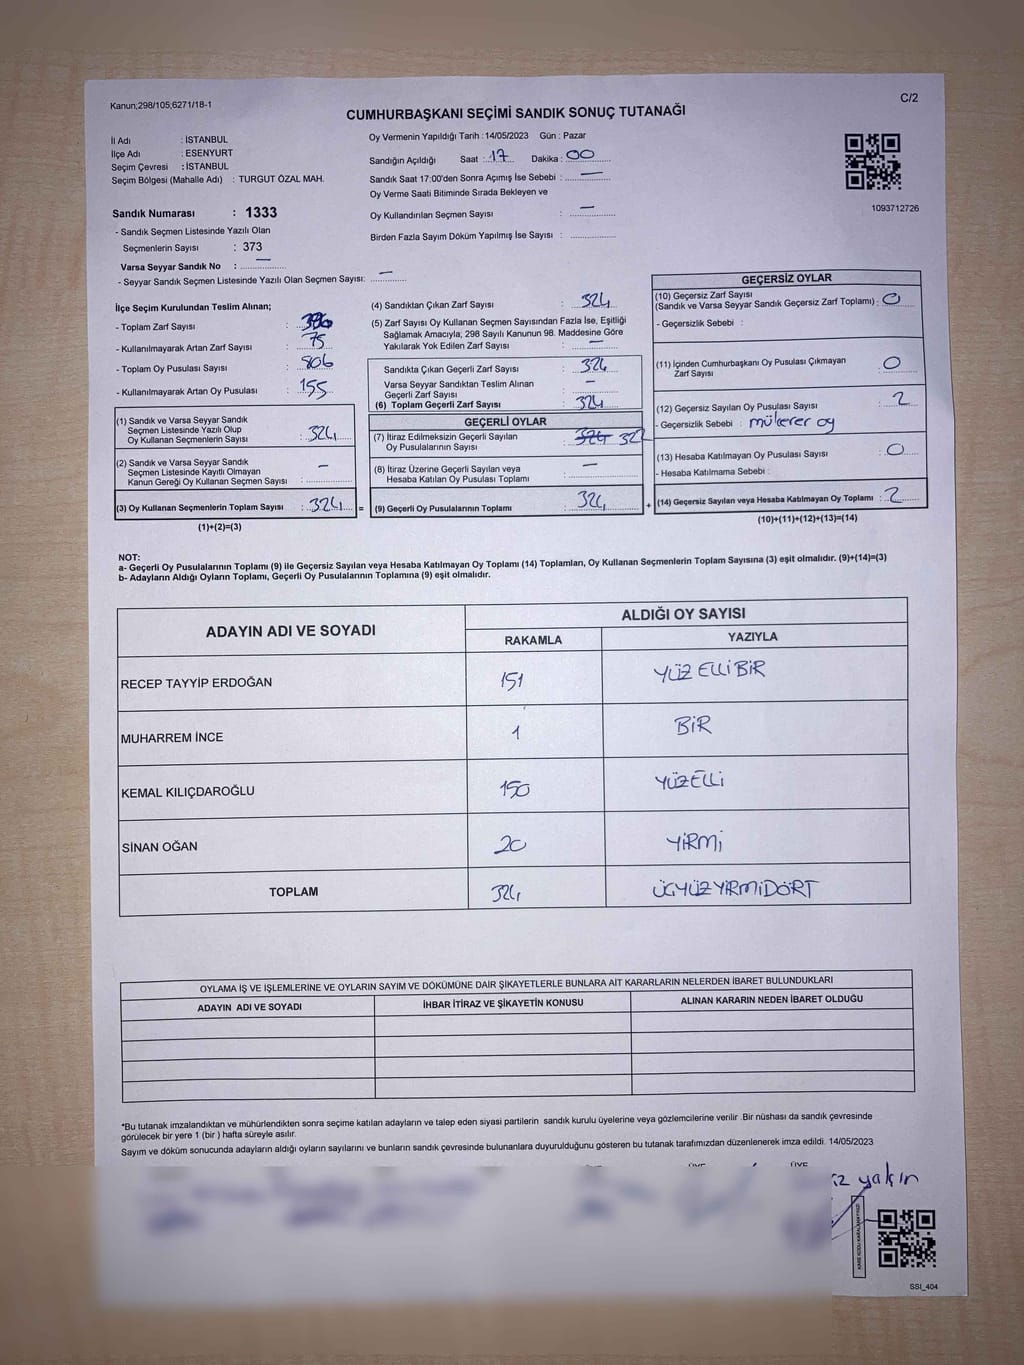 Kanun;298/105;6271/18-1
C/2
CUMHURBAŞKANI SEÇİMİ SANDIK SONUÇ TUTANAĞI
İl Adı : İSTANBUL
İlçe Adı : ESENYURT
Seçim Çevresi : İSTANBUL
Seçim Bölgesi (Mahalle Adı) : TURGUT ÖZAL MAH.
Sandık Numarası : 1333
- Sandık Seçmen Listesinde Yazılı Olan
Seçmenlerin Sayısı : 373
Varsa Seyyar Sandık No : —
- Seyyar Sandık Seçmen Listesinde Yazılı Olan Seçmen Sayısı: —
Oy Vermenin Yapıldığı Tarih : 14/05/2023 Gün : Pazar
Sandığın Açıldığı Saat : 17 Dakika : 00
Sandık Saat 17:00'den Sonra Açımış İse Sebebi : —
Oy Verme Saati Bitiminde Sırada Bekleyen ve
Oy Kullandırılan Seçmen Sayısı : —
Birden Fazla Sayım Döküm Yapılmış İse Sayısı :
1093712726
İlçe Seçim Kurulundan Teslim Alınan;
- Toplam Zarf Sayısı :
- Kullanılmayarak Artan Zarf Sayısı : 75
- Toplam Oy Pusulası Sayısı : 806
- Kullanılmayarak Artan Oy Pusulası : 155
(1) Sandık ve Varsa Seyyar Sandık
Seçmen Listesinde Yazılı Olup
Oy Kullanan Seçmenlerin Sayısı : 324
(2) Sandık ve Varsa Seyyar Sandık
Seçmen Listesinde Kayıtlı Olmayan
Kanun Gereği Oy Kullanan Seçmen Sayısı : —
(3) Oy Kullanan Seçmenlerin Toplam Sayısı : 324 =
(1)+(2)=(3)
(4) Sandıktan Çıkan Zarf Sayısı : 324
(5) Zarf Sayısı Oy Kullanan Seçmen Sayısından Fazla İse, Eşitliği
Sağlamak Amacıyla; 298 Sayılı Kanunun 98. Maddesine Göre
Yakılarak Yok Edilen Zarf Sayısı : —
Sandıkta Çıkan Geçerli Zarf Sayısı : 324
Varsa Seyyar Sandıktan Teslim Alınan
Geçerli Zarf Sayısı : —
(6) Toplam Geçerli Zarf Sayısı : 324
GEÇERLİ OYLAR
(7) İtiraz Edilmeksizin Geçerli Sayılan
Oy Pusulasının Sayısı : 324 322
(8) İtiraz Üzerine Geçerli Sayılan veya
Hesaba Katılan Oy Pusulası Toplamı : —
(9) Geçerli Oy Pusulalarının Toplamı : 324 +
GEÇERSİZ OYLAR
(10) Geçersiz Zarf Sayısı
(Sandık ve Varsa Seyyar Sandık Geçersiz Zarf Toplamı) : 0
- Geçersizlik Sebebi :
(11) İçinden Cumhurbaşkanı Oy Pusulası Çıkmayan
Zarf Sayısı : 0
(12) Geçersiz Sayılan Oy Pusulası Sayısı : 2
- Geçersizlik Sebebi : mükerer oy
(13) Hesaba Katılmayan Oy Pusulası Sayısı : 0
- Hesaba Katılmama Sebebi :
(14) Geçersiz Sayılan veya Hesaba Katılmayan Oy Toplamı : 2
(10)+(11)+(12)+(13)=(14)
NOT:
a- Geçerli Oy Pusulalarının Toplamı (9) ile Geçersiz Sayılan veya Hesaba Katılmayan Oy Toplamı (14) Toplamları, Oy Kullanan Seçmenlerin Toplam Sayısına (3) eşit olmalıdır. (9)+(14)=(3)
b- Adayların Aldığı Oyların Toplamı, Geçerli Oy Pusulalarının Toplamına (9) eşit olmalıdır.
ADAYIN ADI VE SOYADI
ALDIĞI OY SAYISI
RAKAMLA YAZIYLA
RECEP TAYYİP ERDOĞAN 151 YÜZ ELLİ BİR
MUHARREM İNCE 1 BİR
KEMAL KILIÇDAROĞLU 150 YÜZELLİ
SİNAN OĞAN 20 YİRMİ
TOPLAM 324 ÜÇYÜZYİRMİDÖRT
OYLAMA İŞ VE İŞLEMLERİNE VE OYLARIN SAYIM VE DÖKÜMÜNE DAİR ŞİKAYETLERLE BUNLARA AİT KARARLARIN NELERDEN İBARET BULUNDUKLARI
ADAYIN ADI VE SOYADI İHBAR İTİRAZ VE ŞİKAYETİN KONUSU ALINAN KARARIN NEDEN İBARET OLDUĞU
*Bu tutanak imzalandıktan ve mühürlendikten sonra seçime katılan adayların ve talep eden siyasi partilerin sandık kurulu üyelerine veya gözlemcilerine verilir .Bir nüshası da sandık çevresinde
görülecek bir yere 1 (bir ) hafta süreyle asılır.
Sayım ve döküm sonucunda adayların aldığı oyların sayılarını ve bunların sandık çevresinde bulunanlara duyurulduğunu gösteren bu tutanak tarafımızdan düzenlenerek imza edildi. 14/05/2023
yakın
SSI_404